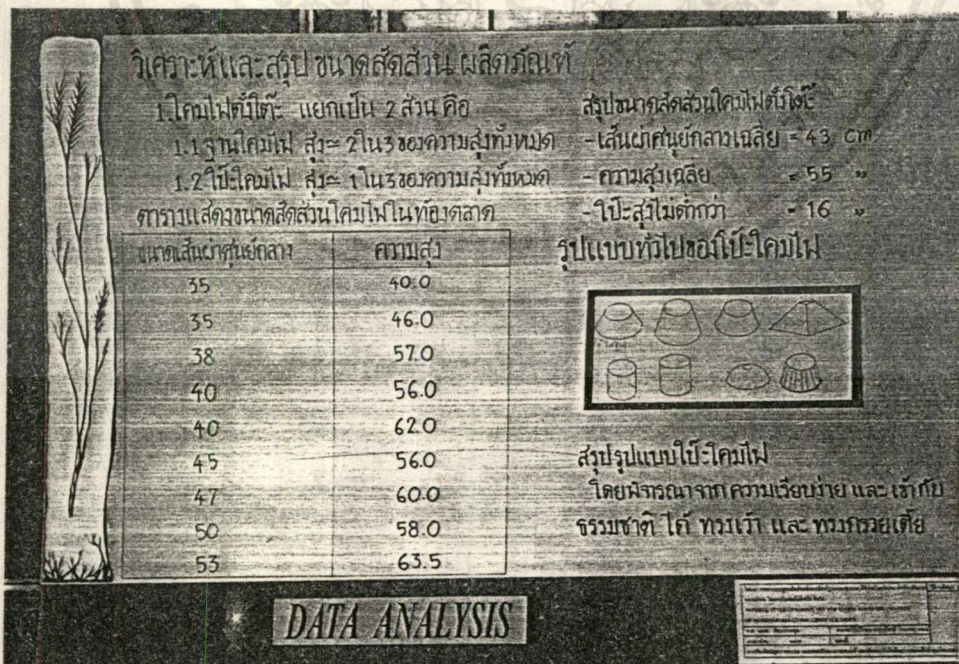 วิเคราะห์และสรุป ขนาดสัดส่วน ผลิตภัณฑ์
1.โคมไฟตั้งโต๊ะ แยกเป็น 2 ส่วน คือ
1.1 ฐานโคมไฟ สูง≃ 2ใน3 ของความสูงทั้งหมด
1.2 โป๊ะโคมไฟ สูง≃ 1ใน3 ของความสูงทั้งหมด
ตารางแสดงขนาดสัดส่วนโคมไฟในท้องตลาด
ขนาดเส้นผ่าศูนย์กลาง ความสูง
35 40.0
35 46.0
38 57.0
40 56.0
40 62.0
45 56.0
47 60.0
50 58.0
53 63.5
สรุปขนาดสัดส่วนโคมไฟตั้งโต๊ะ
-เส้นผ่าศูนย์กลางเฉลี่ย = 43 cm.
-ความสูงเฉลี่ย = 55 "
-โป๊ะสูงไม่ต่ำกว่า = 16 "
รูปแบบทั่วไปของโป๊ะโคมไฟ
สรุปรูปแบบโป๊ะโคมไฟ
โดยพิจารณาจากความเรียบง่าย และ เข้ากับ
ธรรมชาติ ได้ ทรงเว้า และ ทรงกรวยเตี้ย
DATA ANALYSIS